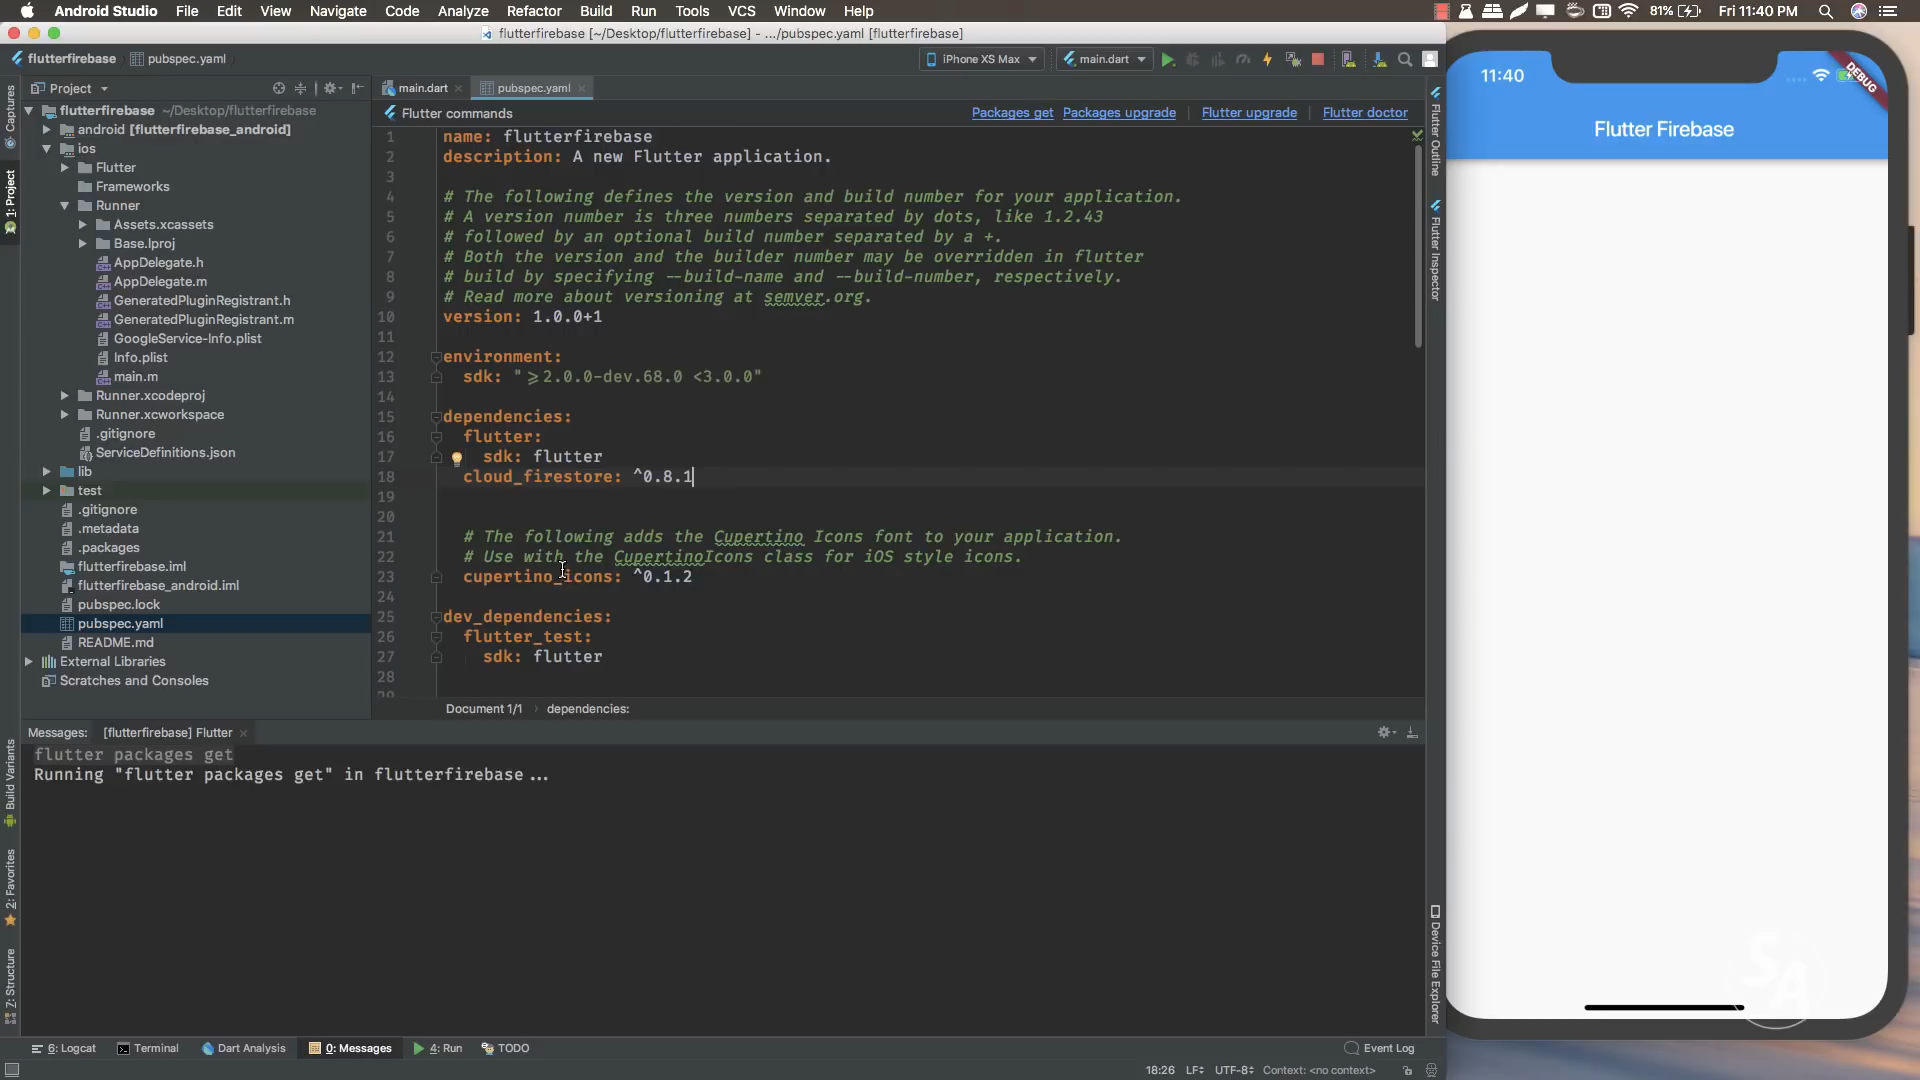 Android Studio File Edit View Navigate Code Analyze Refactor Build Run Tools VCS Window Help 81% Fri 11:40 PM
flutterfirebase [~/Desktop/flutterfirebase] - .../pubspec.yaml [flutterfirebase]
flutterfirebase pubspec.yaml iPhone XS Max main.dart
Project main.dart pubspec.yaml
Captures
1: Project
Build Variants
2: Favorites
7: Structure
flutterfirebase ~/Desktop/flutterfirebase
android [flutterfirebase_android]
ios
Flutter
Frameworks
Runner
Assets.xcassets
Base.lproj
AppDelegate.h
AppDelegate.m
GeneratedPluginRegistrant.h
GeneratedPluginRegistrant.m
GoogleService-Info.plist
Info.plist
main.m
Runner.xcodeproj
Runner.xcworkspace
.gitignore
ServiceDefinitions.json
lib
test
.gitignore
.metadata
.packages
flutterfirebase.iml
flutterfirebase_android.iml
pubspec.lock
pubspec.yaml
README.md
External Libraries
Scratches and Consoles
Flutter commands Packages get Packages upgrade Flutter upgrade Flutter doctor
1 name: flutterfirebase
2 description: A new Flutter application.
3
4 # The following defines the version and build number for your application.
5 # A version number is three numbers separated by dots, like 1.2.43
6 # followed by an optional build number separated by a +.
7 # Both the version and the builder number may be overridden in flutter
8 # build by specifying --build-name and --build-number, respectively.
9 # Read more about versioning at semver.org.
10 version: 1.0.0+1
11
12 environment:
13 sdk: ">=2.0.0-dev.68.0 <3.0.0"
14
15 dependencies:
16 flutter:
17 sdk: flutter
18 cloud_firestore: ^0.8.1
19
20
21 # The following adds the Cupertino Icons font to your application.
22 # Use with the CupertinoIcons class for iOS style icons.
23 cupertino_icons: ^0.1.2
24
25 dev_dependencies:
26 flutter_test:
27 sdk: flutter
28
29
Document 1/1 › dependencies:
Flutter Outline
Flutter Inspector
Device File Explorer
Messages: [flutterfirebase] Flutter
flutter packages get
Running "flutter packages get" in flutterfirebase...
6: Logcat Terminal Dart Analysis 0: Messages 4: Run TODO Event Log
18:26 LF÷ UTF-8÷ Context: <no context>
11:40
DEBUG
Flutter Firebase
SA